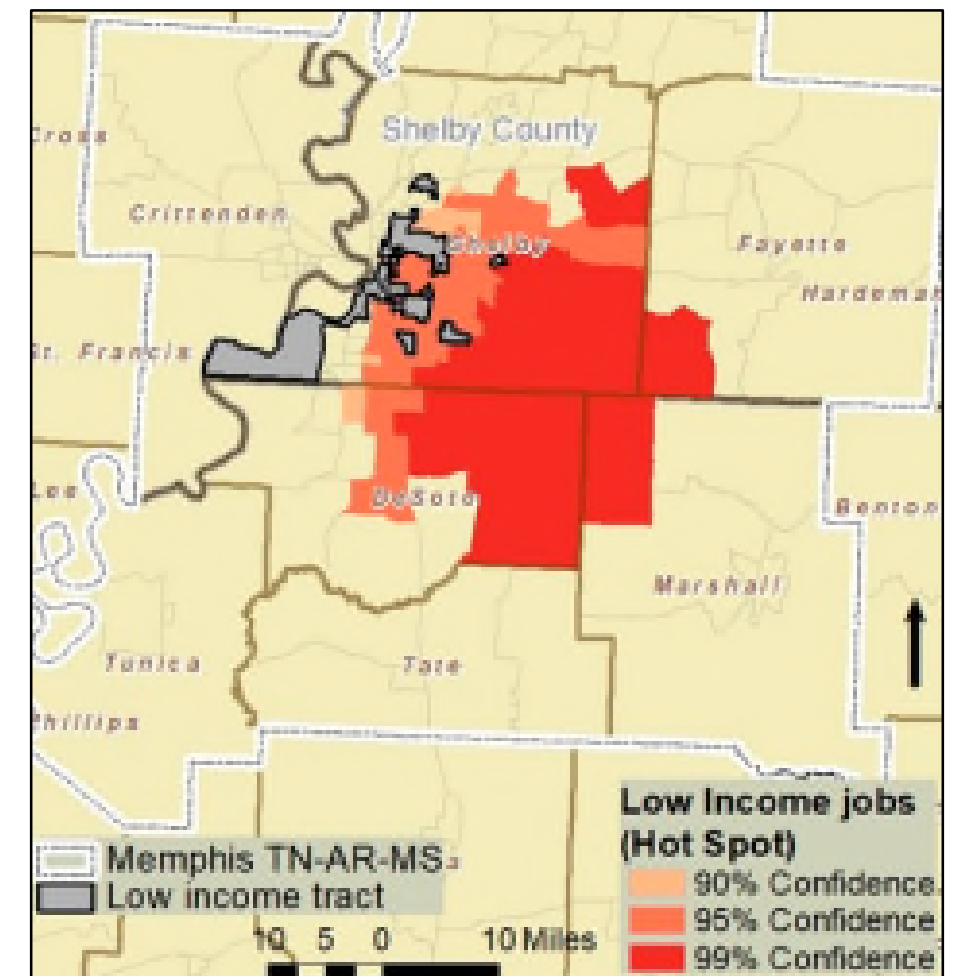 Shelby County
Cross
Crittenden
Shelby
Fayette
Hardeman
St. Francis
Lee
DeSoto
Benton
Marshall
Tunica
Tate
Phillips
Low Income jobs
(Hot Spot)
90% Confidence
95% Confidence
99% Confidence
Memphis TN-AR-MS
Low income tract
10 5 0 10 Miles